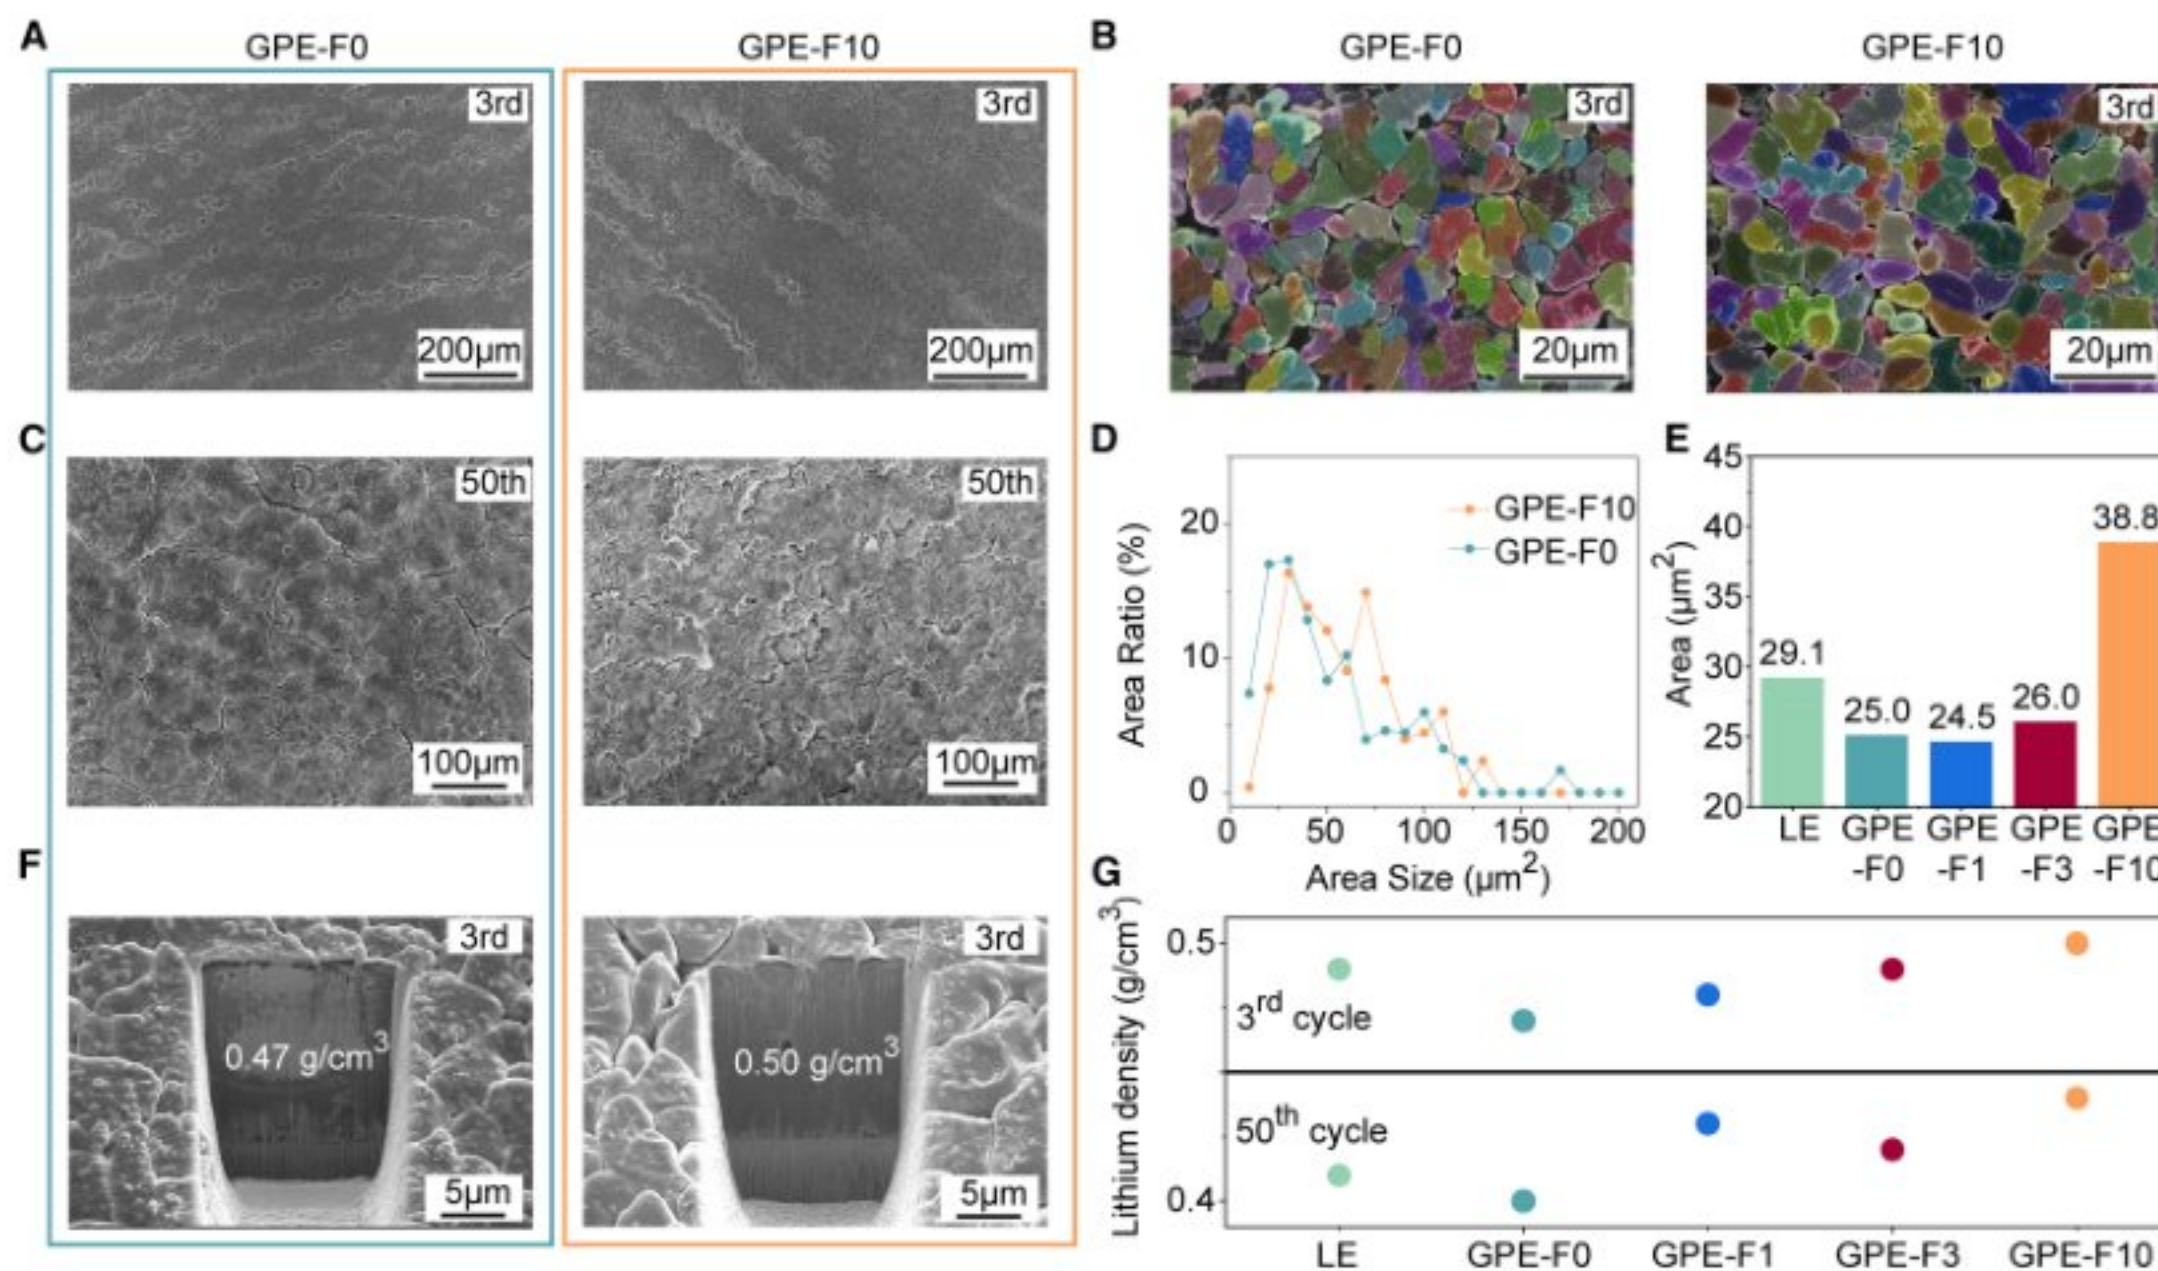 A
GPE-F0
GPE-F10
3rd
200µm
3rd
200µm
B
GPE-F0
GPE-F10
3rd
20µm
3rd
20µm
C
50th
100µm
50th
100µm
D
Area Ratio (%)
20
10
0
GPE-F10
GPE-F0
0 50 100 150 200
Area Size (µm²)
E
Area (µm²)
45
40
35
30
25
20
29.1
25.0
24.5
26.0
38.8
LE GPE GPE GPE GPE
-F0 -F1 -F3 -F10
F
3rd
0.47 g/cm³
5µm
3rd
0.50 g/cm³
5µm
G
Lithium density (g/cm³)
0.5
3rd cycle
50th cycle
0.4
LE GPE-F0 GPE-F1 GPE-F3 GPE-F10